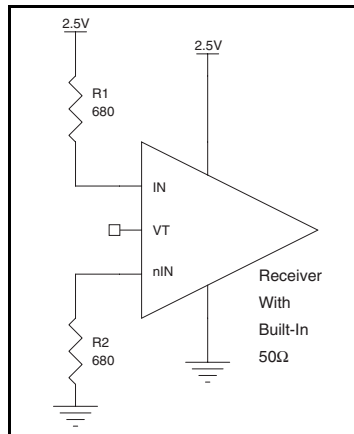 2.5V
2.5V
R1
680
IN
VT
nIN
Receiver
With
Built-In
50Ω
R2
680